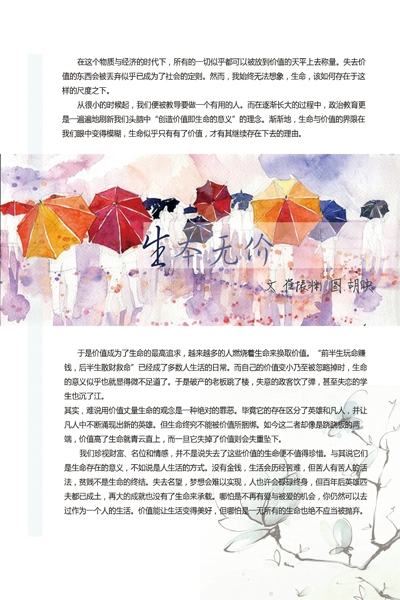 在这个物质与经济的时代下，所有的一切似乎都可以被放到价值的天平上去称量。失去价
值的东西会被丢弃似乎已成为了社会的定则。然而，我始终无法想象，生命，该如何存在于这
样的尺度之下。
从很小的时候起，我们便被教导要做一个有用的人。而在逐渐长大的过程中，政治教育更
是一遍遍地刷新我们头脑中“创造价值即生命的意义”的理念。渐渐地，生命与价值的界限在
我们眼中变得模糊，生命似乎只有有了价值，才有其继续存在下去的理由。
生本无价
文 崔 图 胡
于是价值成为了生命的最高追求，越来越多的人燃烧着生命来换取价值。“前半生玩命赚
钱，后半生散财救命”已经成了多数人生活的日常。而自己的价值变小乃至被忽略掉时，生命
的意义似乎也就显得微不足道了。于是破产的老板跳了楼，失意的政客饮了弹，甚至失恋的学
生也沉了江。
其实，难说用价值丈量生命的观念是一种绝对的罪恶。毕竟它的存在区分了英雄和凡人，并让
凡人中不断涌现出新的英雄。但生命终究不能被价值所捆绑。如今这二者却像是跷跷板的两
端，价值高了生命就青云直上，而一旦它失掉了价值则会失重坠下。
我们珍视财富、名位和情感，并不是说失去了这些价值的生命便不值得珍惜。与其说它们
是生命存在的意义，不如说是人生活的方式。没有金钱，生活会历经苦难，但苦人有苦人的活
法，贫贱不是生命的终结。失去名望，梦想会难以实现，人也许会碌碌终身，但百年后英雄匹
夫都已成土，再大的成就也没有了生命来承载。哪怕是不再有爱与被爱的机会，你仍然可以去
过作为一个人的生活。价值能让生活变得美好，但哪怕是一无所有的生命也绝不应当被抛弃。